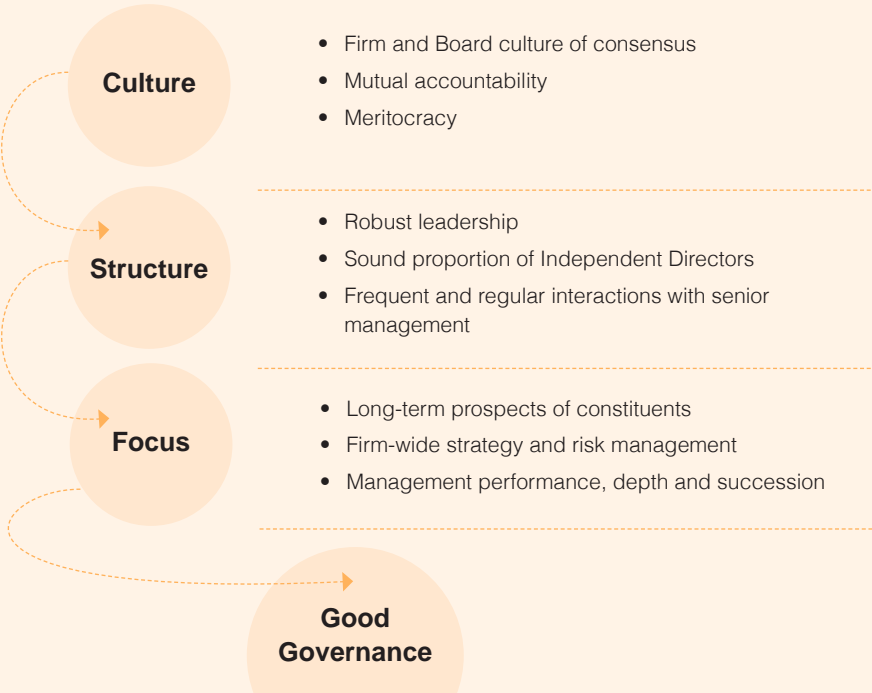 Culture
• Firm and Board culture of consensus
• Mutual accountability
• Meritocracy
Structure
• Robust leadership
• Sound proportion of Independent Directors
• Frequent and regular interactions with senior
management
Focus
• Long-term prospects of constituents
• Firm-wide strategy and risk management
• Management performance, depth and succession
Good
Governance